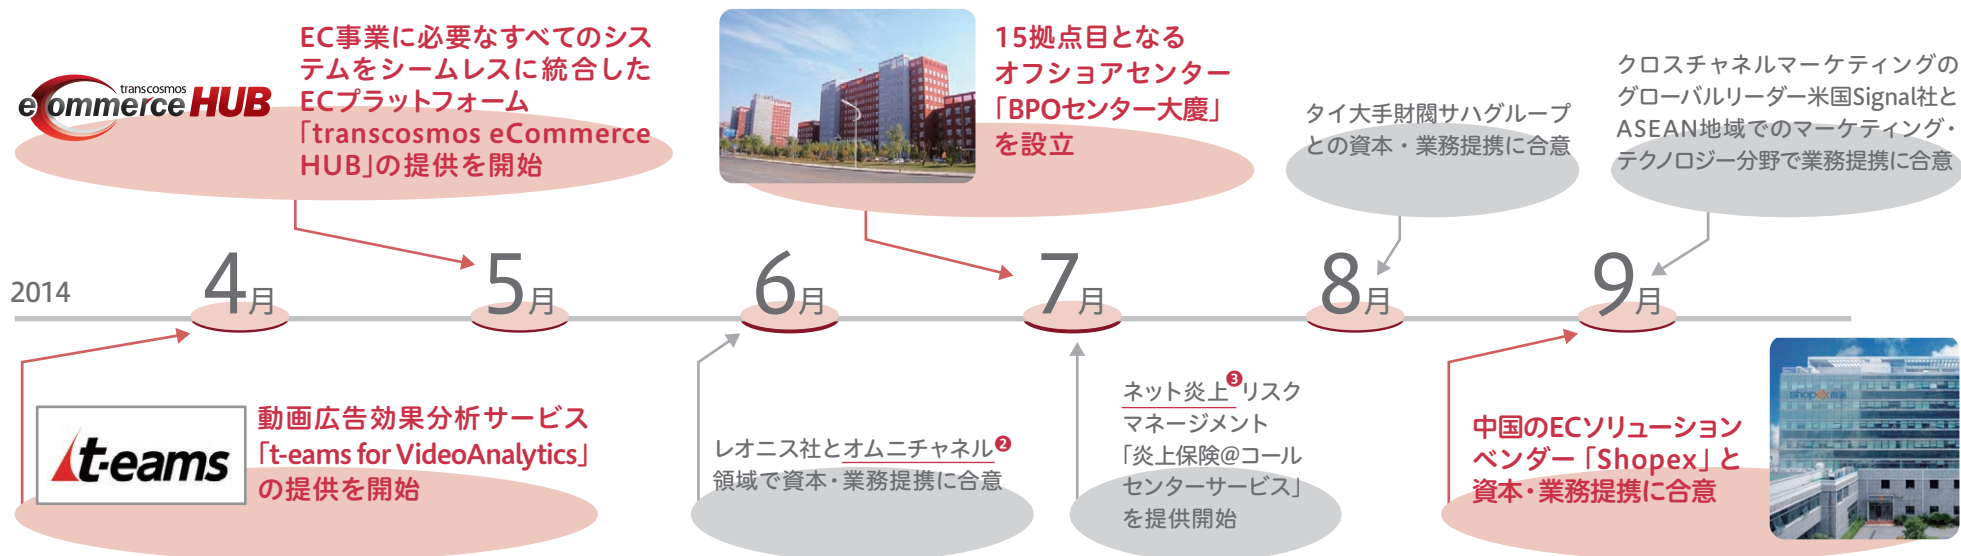 transcosmos
eCommerce HUB
EC事業に必要なすべてのシス
テムをシームレスに統合した
ECプラットフォーム
「transcosmos eCommerce
HUB」の提供を開始
15拠点目となる
オフショアセンター
「BPOセンター大慶」
を設立
タイ大手財閥サハグループ
との資本・業務提携に合意
クロスチャネルマーケティングの
グローバルリーダー米国Signal社と
ASEAN地域でのマーケティング・
テクノロジー分野で業務提携に合意
2014
4月
5月
6月
7月
8月
9月
t-eams
動画広告効果分析サービス
「t-eams for VideoAnalytics」
の提供を開始
レオニス社とオムニチャネル❷
領域で資本・業務提携に合意
ネット炎上❸リスク
マネージメント
「炎上保険@コール
センターサービス」
を提供開始
中国のECソリューション
ベンダー「Shopex」と
資本・業務提携に合意
shopex